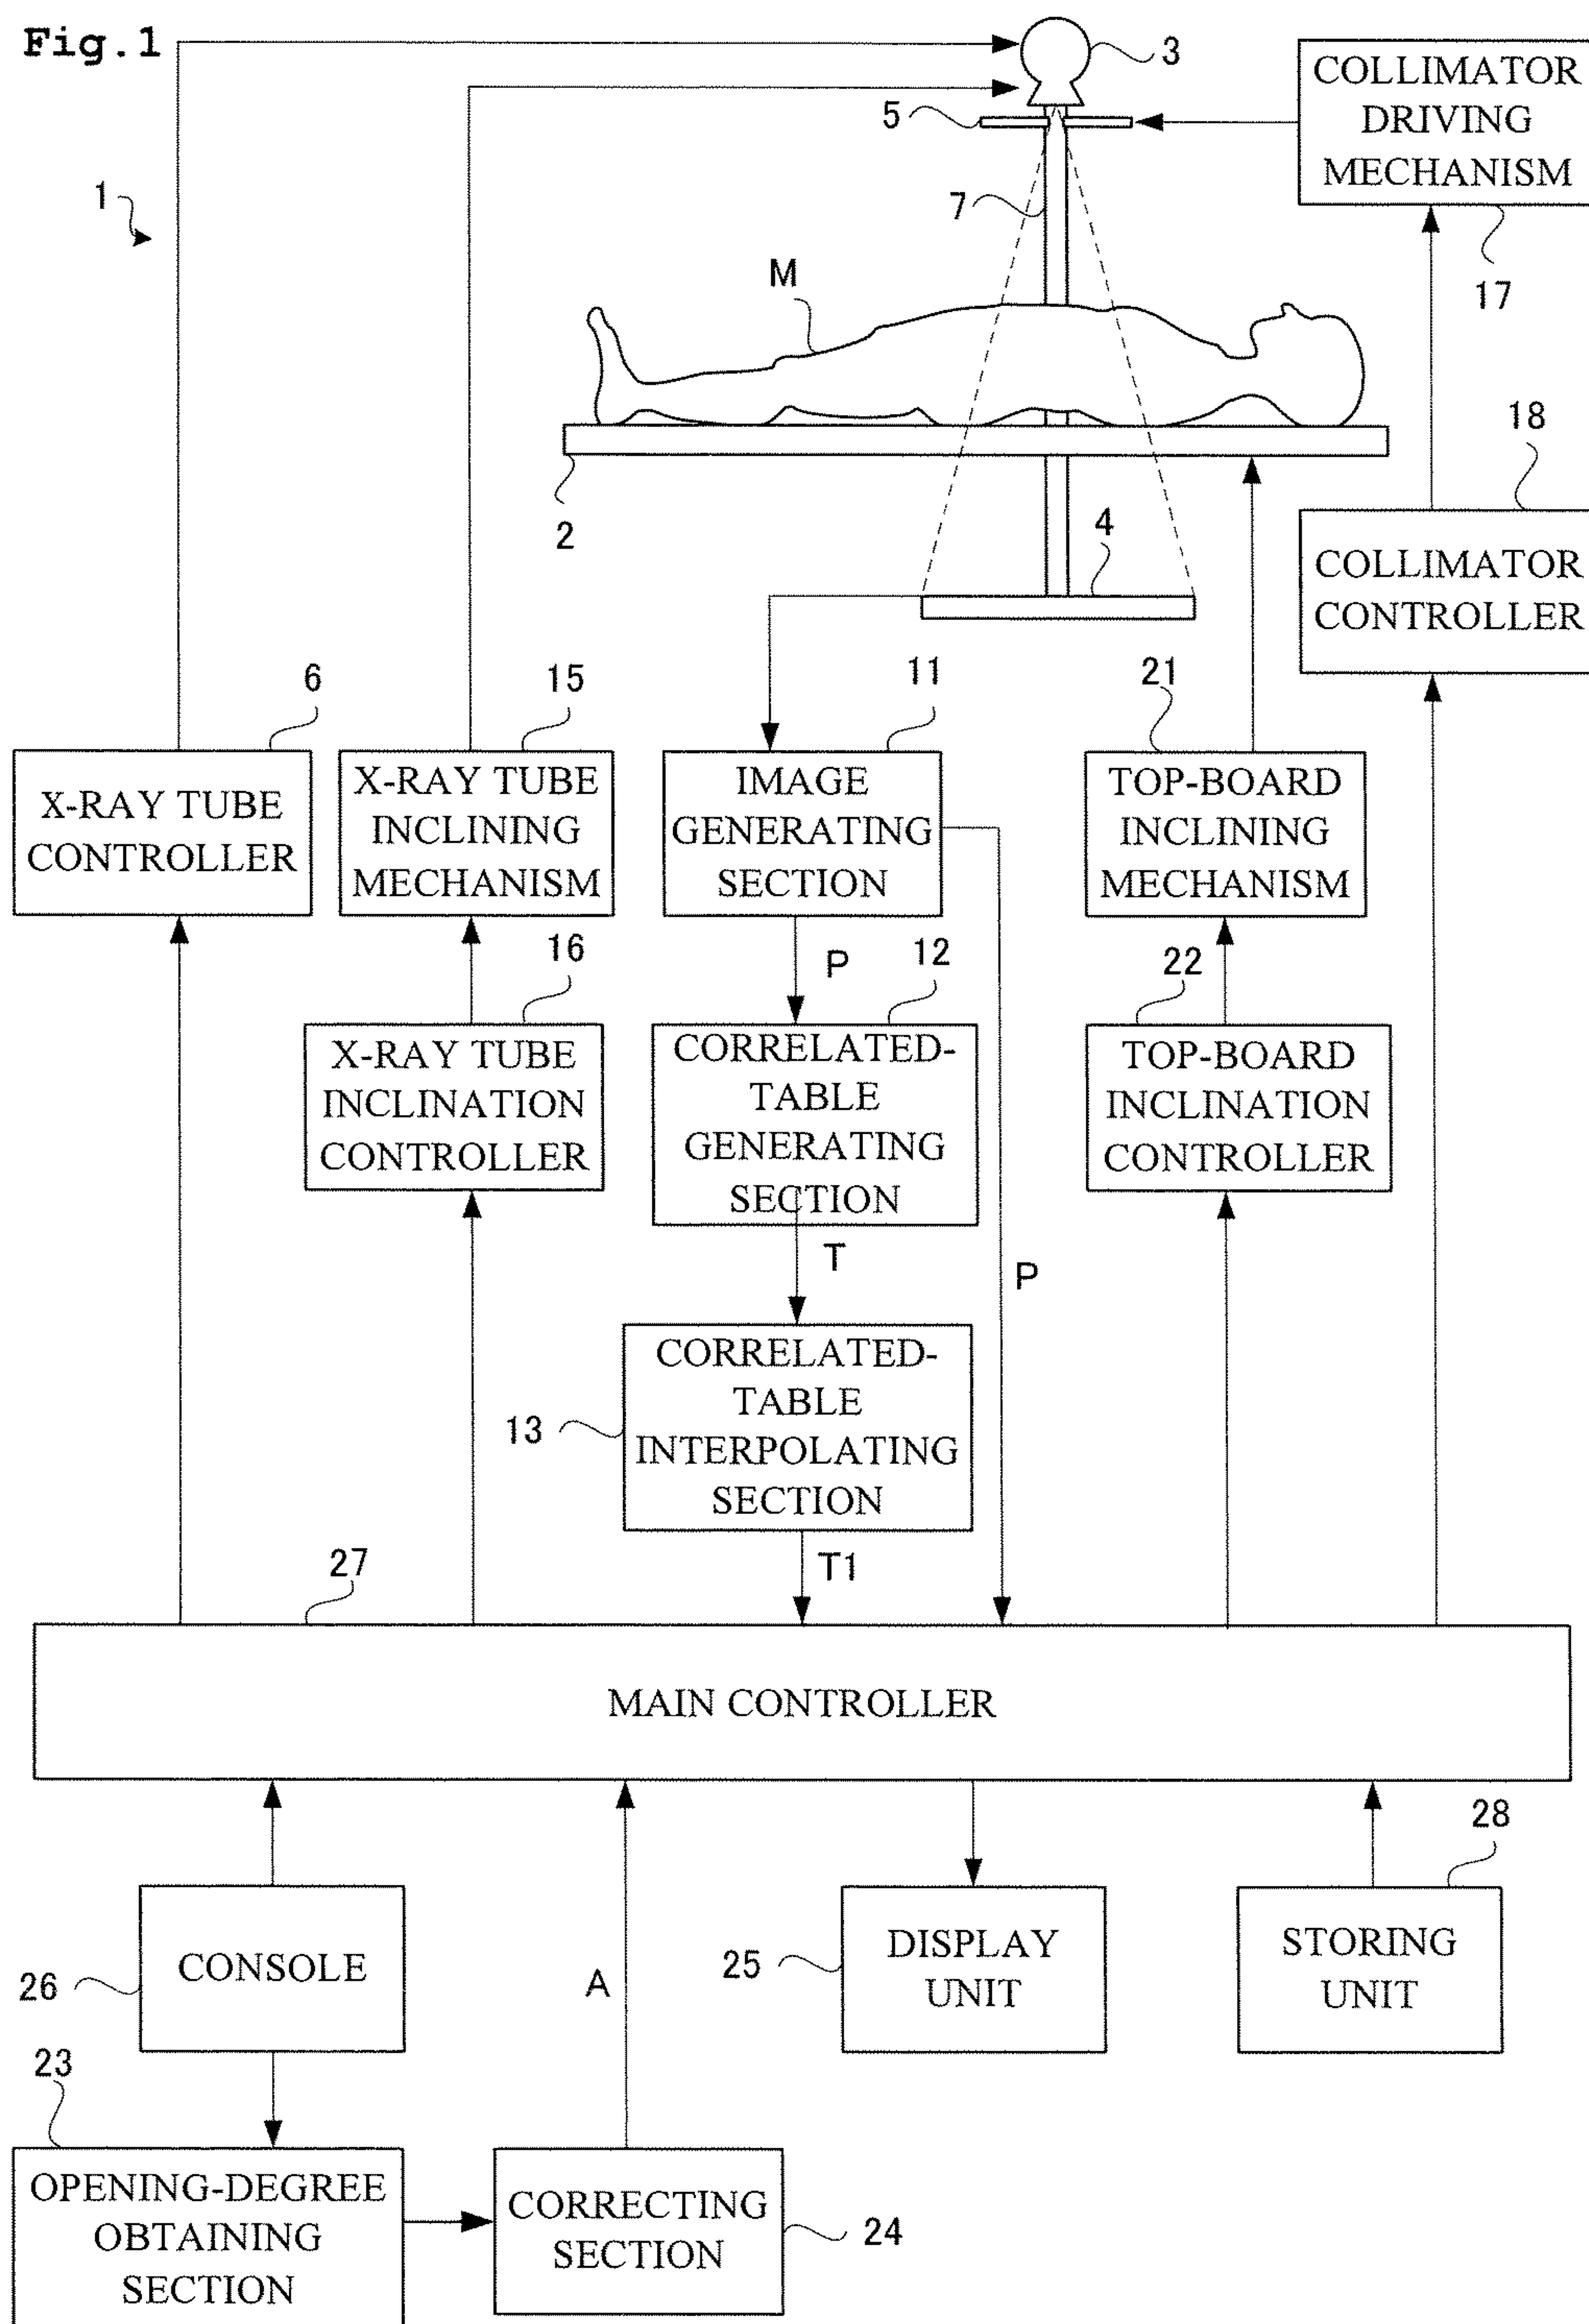 Fig.1
3
COLLIMATOR
DRIVING
MECHANISM
5
1
7
17
M
18
2
4
COLLIMATOR
CONTROLLER
6
15
11
21
X-RAY TUBE
CONTROLLER
X-RAY TUBE
INCLINING
MECHANISM
IMAGE
GENERATING
SECTION
TOP-BOARD
INCLINING
MECHANISM
16
P
12
22
X-RAY TUBE
INCLINATION
CONTROLLER
CORRELATED-
TABLE
GENERATING
SECTION
TOP-BOARD
INCLINATION
CONTROLLER
T
P
13
CORRELATED-
TABLE
INTERPOLATING
SECTION
27
T1
MAIN CONTROLLER
28
CONSOLE
26
A
25
DISPLAY
UNIT
STORING
UNIT
23
OPENING-DEGREE
OBTAINING
SECTION
CORRECTING
SECTION
24